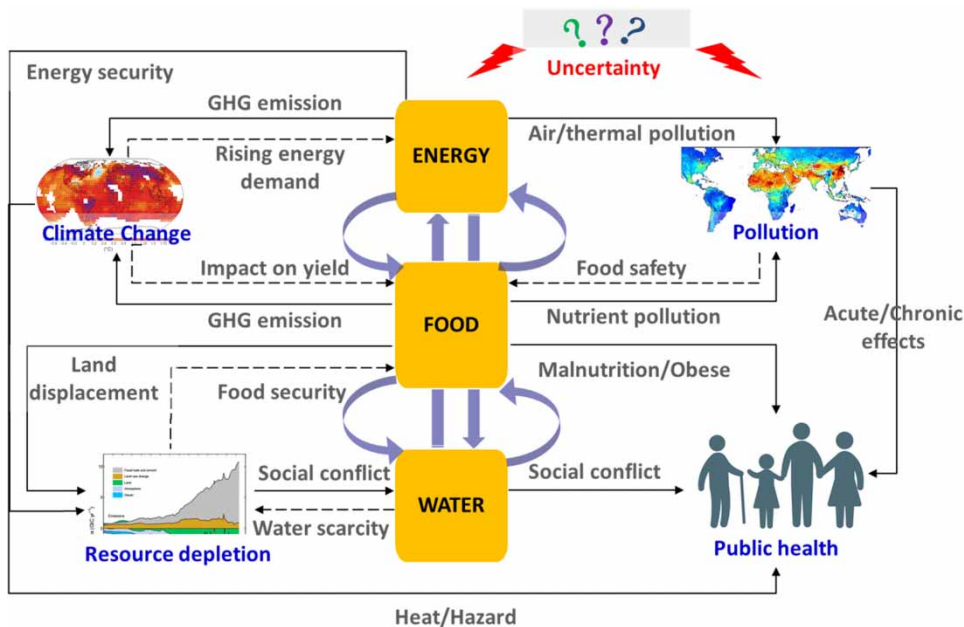 ? ? ?
Uncertainty
Energy security
GHG emission
Air/thermal pollution
ENERGY
Rising energy
demand
Climate Change
Pollution
Impact on yield
Food safety
GHG emission
FOOD
Nutrient pollution
Acute/Chronic
effects
Land
displacement
Food security
Malnutrition/Obese
Social conflict
WATER
Social conflict
Water scarcity
Resource depletion
Public health
Heat/Hazard